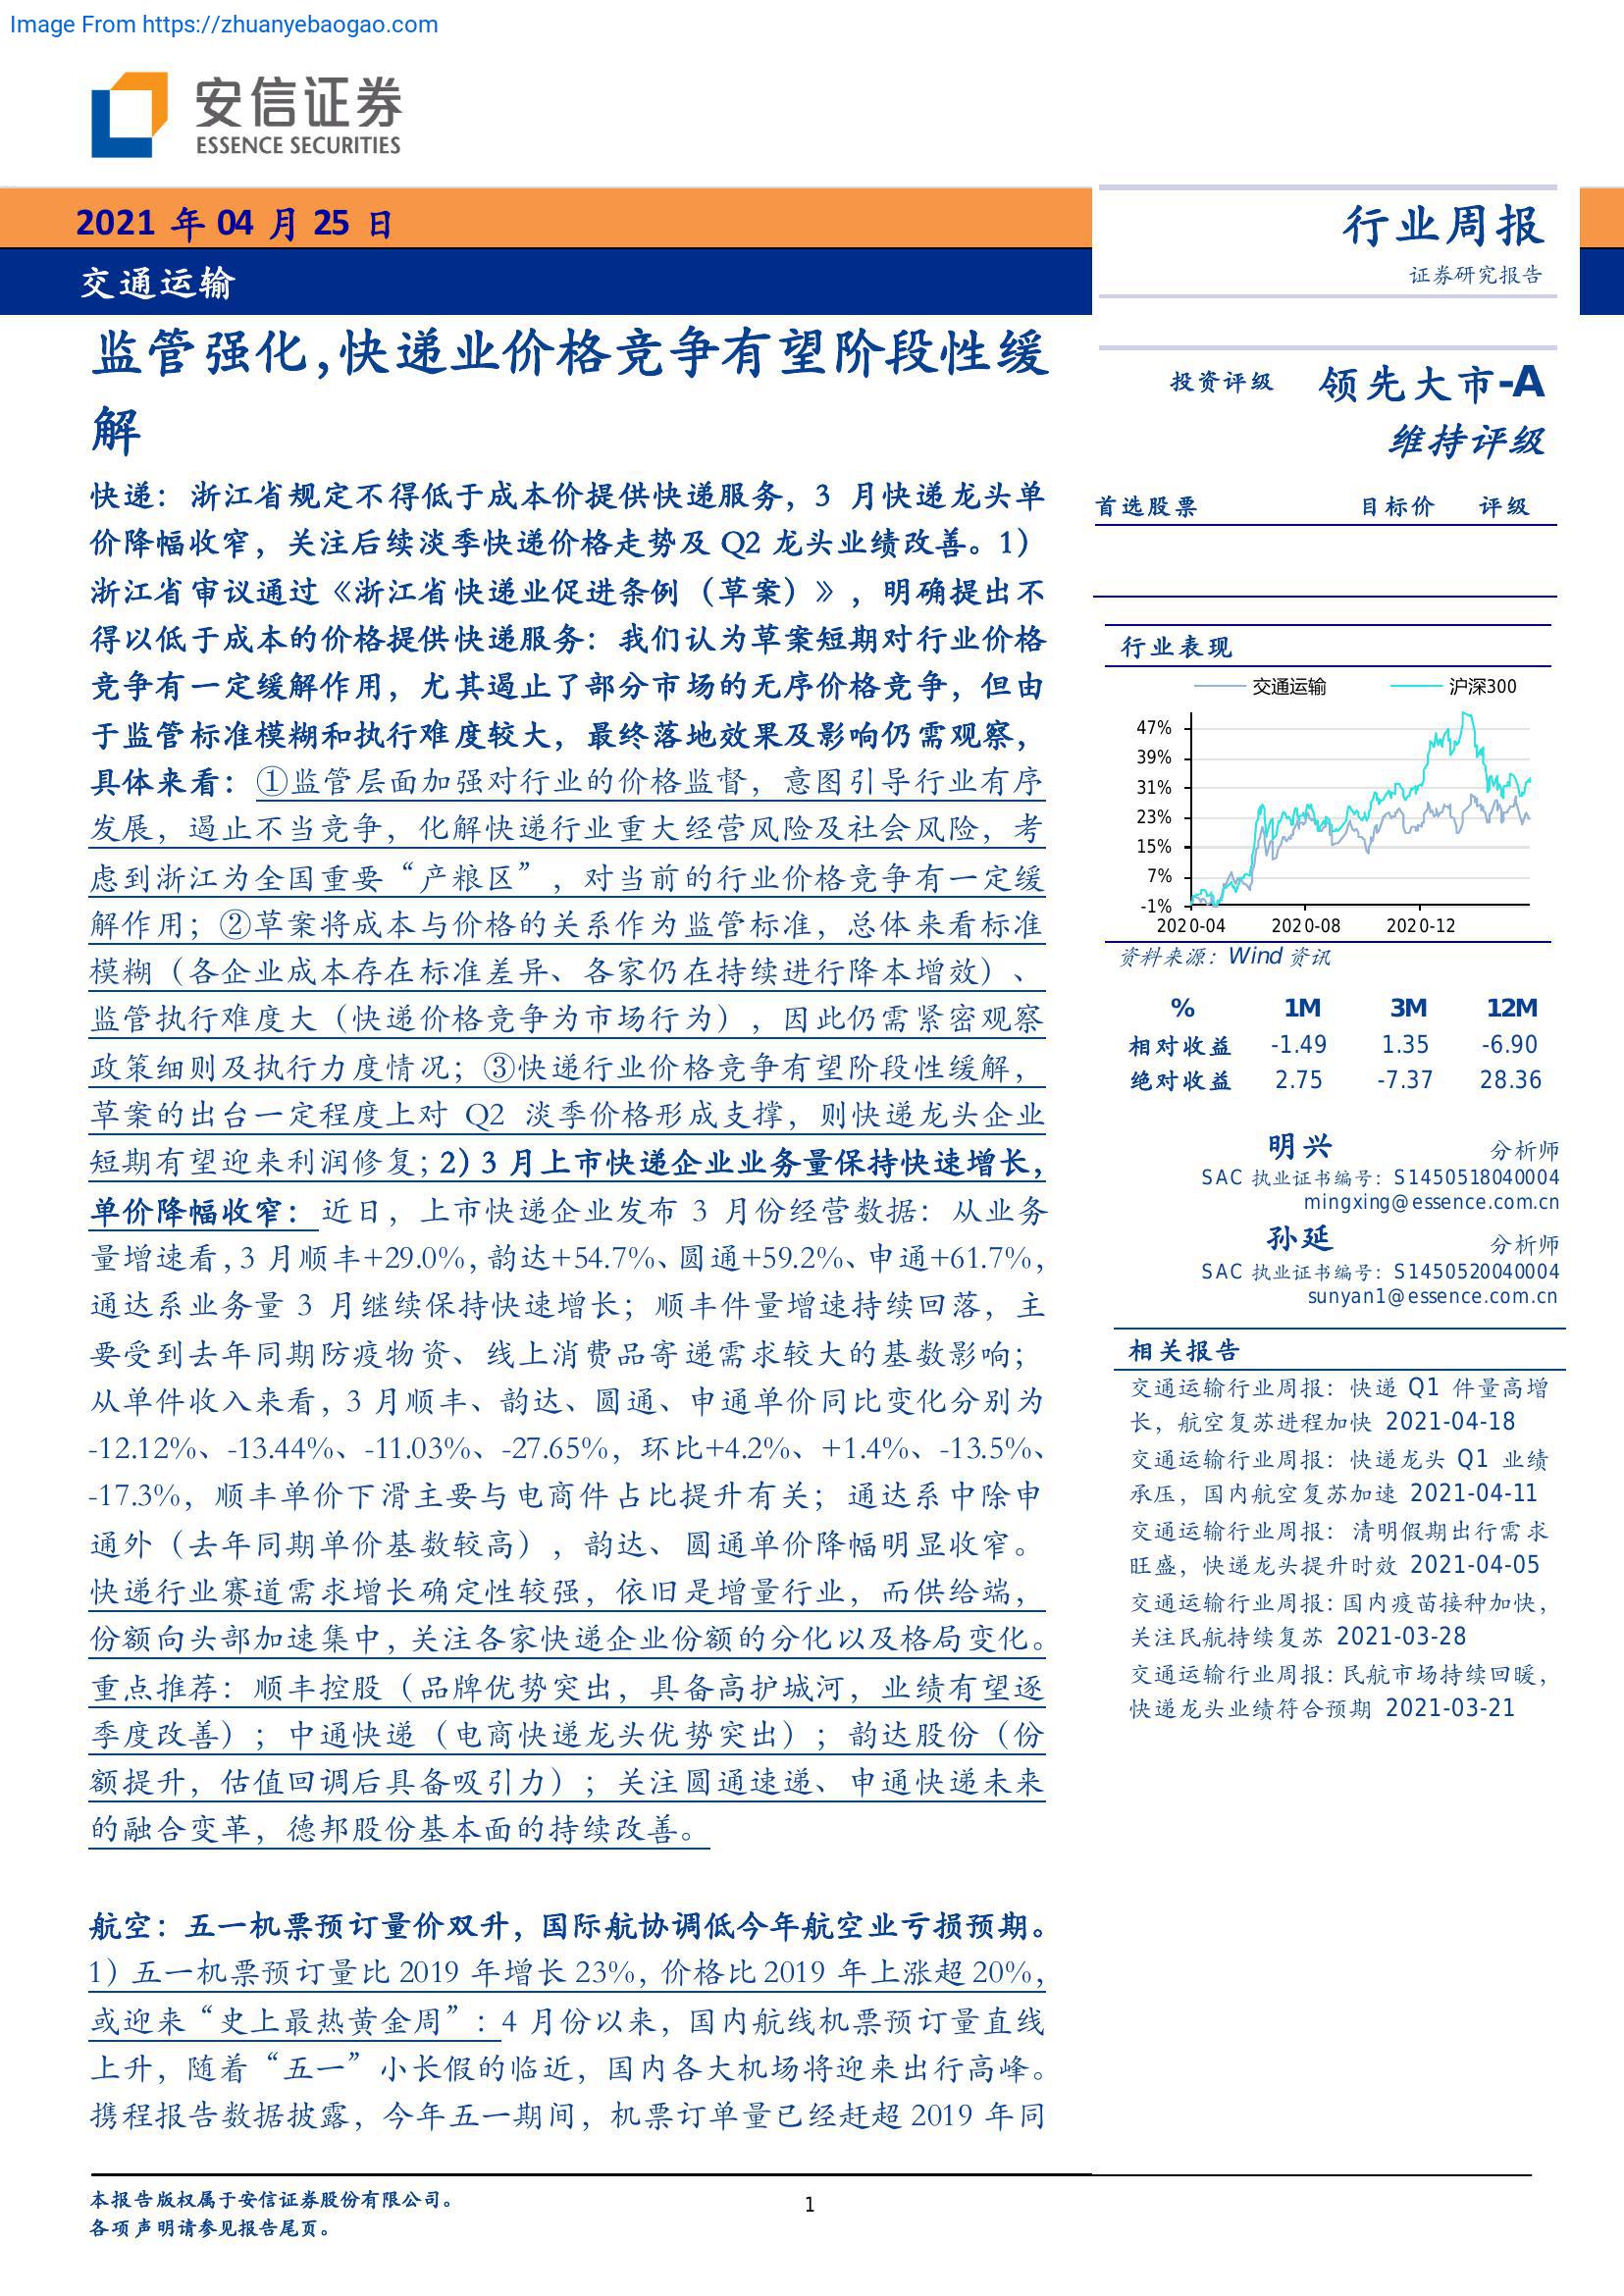 Image From https://zhuanyebaogao.com
安信证券
ESSENCE SECURITIES
2021 年 04 月 25 日
交通运输
行业周报
证券研究报告
监管强化,快递业价格竞争有望阶段性缓
解
快递：浙江省规定不得低于成本价提供快递服务，3 月快递龙头单
价降幅收窄，关注后续淡季快递价格走势及 Q2 龙头业绩改善。1）
浙江省审议通过《浙江省快递业促进条例（草案）》，明确提出不
得以低于成本的价格提供快递服务：我们认为草案短期对行业价格
竞争有一定缓解作用，尤其遏止了部分市场的无序价格竞争，但由
于监管标准模糊和执行难度较大，最终落地效果及影响仍需观察，
具体来看：①监管层面加强对行业的价格监督，意图引导行业有序
发展，遏止不当竞争，化解快递行业重大经营风险及社会风险，考
虑到浙江为全国重要“产粮区”，对当前的行业价格竞争有一定缓
解作用；②草案将成本与价格的关系作为监管标准，总体来看标准
模糊（各企业成本存在标准差异、各家仍在持续进行降本增效）、
监管执行难度大（快递价格竞争为市场行为），因此仍需紧密观察
政策细则及执行力度情况；③快递行业价格竞争有望阶段性缓解，
草案的出台一定程度上对 Q2 淡季价格形成支撑，则快递龙头企业
短期有望迎来利润修复；2）3 月上市快递企业业务量保持快速增长，
单价降幅收窄：近日，上市快递企业发布 3 月份经营数据：从业务
量增速看，3 月顺丰+29.0%，韵达+54.7%、圆通+59.2%、申通+61.7%，
通达系业务量 3 月继续保持快速增长；顺丰件量增速持续回落，主
要受到去年同期防疫物资、线上消费品寄递需求较大的基数影响；
从单件收入来看，3 月顺丰、韵达、圆通、申通单价同比变化分别为
-12.12%、-13.44%、-11.03%、-27.65%，环比+4.2%、+1.4%、-13.5%、
-17.3%，顺丰单价下滑主要与电商件占比提升有关；通达系中除申
通外（去年同期单价基数较高），韵达、圆通单价降幅明显收窄。
快递行业赛道需求增长确定性较强，依旧是增量行业，而供给端，
份额向头部加速集中，关注各家快递企业份额的分化以及格局变化。
重点推荐：顺丰控股（品牌优势突出，具备高护城河，业绩有望逐
季度改善）；中通快递（电商快递龙头优势突出）；韵达股份（份
额提升，估值回调后具备吸引力）；关注圆通速递、申通快递未来
的融合变革，德邦股份基本面的持续改善。
航空：五一机票预订量价双升，国际航协调低今年航空业亏损预期。
1）五一机票预订量比 2019 年增长 23%，价格比 2019 年上涨超 20%，
或迎来“史上最热黄金周”：4 月份以来，国内航线机票预订量直线
上升，随着“五一”小长假的临近，国内各大机场将迎来出行高峰。
携程报告数据披露，今年五一期间，机票订单量已经赶超 2019 年同
投资评级 领先大市-A
维持评级
首选股票 目标价 评级
行业表现
交通运输 沪深300
47%
39%
31%
23%
15%
7%
-1%
2020-04 2020-08 2020-12
资料来源：Wind 资讯
% 1M 3M 12M
相对收益 -1.49 1.35 -6.90
绝对收益 2.75 -7.37 28.36
明兴 分析师
SAC 执业证书编号：S1450518040004
mingxing@essence.com.cn
孙延 分析师
SAC 执业证书编号：S1450520040004
sunyan1@essence.com.cn
相关报告
交通运输行业周报：快递 Q1 件量高增
长，航空复苏进程加快 2021-04-18
交通运输行业周报：快递龙头 Q1 业绩
承压，国内航空复苏加速 2021-04-11
交通运输行业周报： 清明假期出行需求
旺盛，快递龙头提升时效 2021-04-05
交通运输行业周报：国内疫苗接种加快，
关注民航持续复苏 2021-03-28
交通运输行业周报：民航市场持续回暖，
快递龙头业绩符合预期 2021-03-21
本报告版权属于安信证券股份有限公司。
各项声明请参见报告尾页。
1